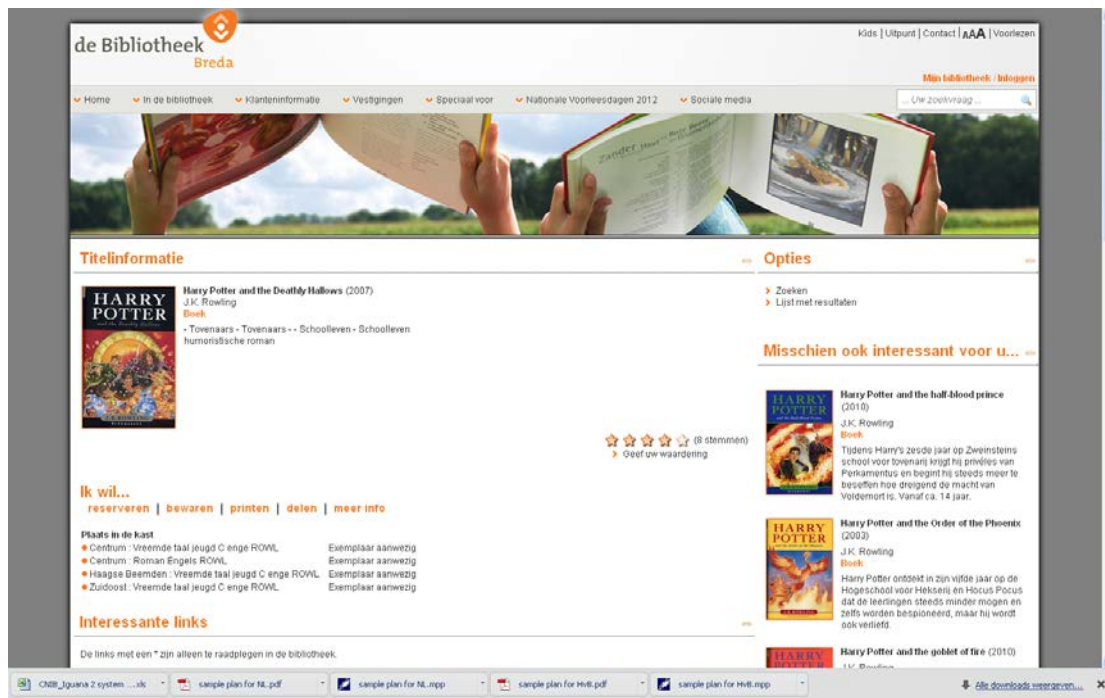 de Bibliotheek
Breda
Kids | Uitpunt | Contact | AAA | Voorlezen
Mijn bibliotheek / Inloggen
Home In de bibliotheek Klanteninformatie Vestigingen Speciaal voor Nationale Voorleesdagen 2012 Sociale media
... Uw zoekvraag ...
Zander
Titelinformatie
HARRY
POTTER
and the Deathly Hallows
J.K. ROWLING
Harry Potter and the Deathly Hallows (2007)
J.K. Rowling
Boek
- Tovenaars - Tovenaars - - Schoolleven - Schoolleven
humoristische roman
(8 stemmen)
Geef uw waardering
Ik wil...
reserveren | bewaren | printen | delen | meer info
Plaats in de kast
Centrum : Vreemde taal jeugd C enge ROWL Exemplaar aanwezig
Centrum : Roman Engels ROWL Exemplaar aanwezig
Haagse Beemden : Vreemde taal jeugd C enge ROWL Exemplaar aanwezig
Zuidoost : Vreemde taal jeugd C enge ROWL Exemplaar aanwezig
Interessante links
De links met een * zijn alleen te raadplegen in de bibliotheek.
Opties
Zoeken
Lijst met resultaten
Misschien ook interessant voor u...
HARRY
POTTER
Harry Potter and the half-blood prince
(2010)
J.K. Rowling
Boek
Tijdens Harry's zesde jaar op Zweinsteins
school voor tovenarij krijgt hij privéles van
Perkamentus en begint hij steeds meer te
beseffen hoe dreigend de macht van
Voldemort is. Vanaf ca. 14 jaar.
HARRY
POTTER
J.K. ROWLING
Harry Potter and the Order of the Phoenix
(2003)
J.K. Rowling
Boek
Harry Potter ontdekt in zijn vijfde jaar op de
Hogeschool voor Hekserij en Hocus Pocus
dat de leerlingen steeds minder mogen en
zelfs worden bespioneerd, maar hij wordt
ook verliefd.
HARRY
Harry Potter and the goblet of fire (2010)
J.K. Rowling
CNIB_Iguana 2 system ....xls
sample plan for NL.pdf
sample plan for NL.mpp
sample plan for HvB.pdf
sample plan for HvB.mpp
Alle downloads weergeven...